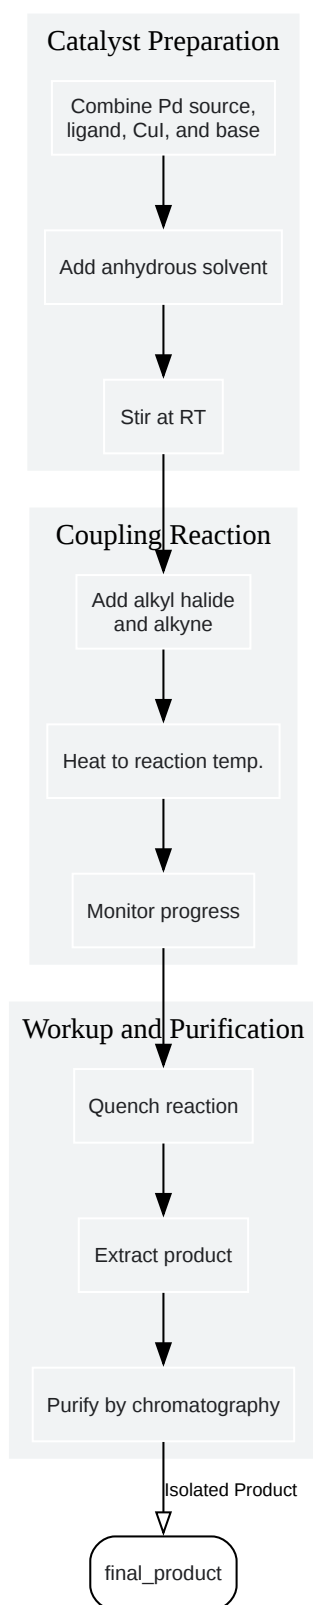 Catalyst Preparation
Combine Pd source,
ligand, CuI, and base
Add anhydrous solvent
Stir at RT
Coupling Reaction
Add alkyl halide
and alkyne
Heat to reaction temp.
Monitor progress
Workup and Purification
Quench reaction
Extract product
Purify by chromatography
Isolated Product
final_product